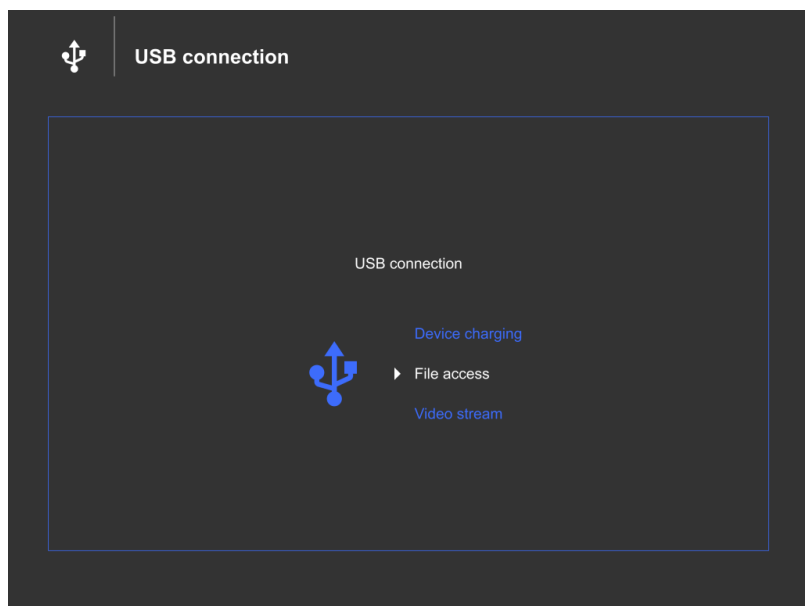 USB connection
USB connection
Device charging
File access
Video stream